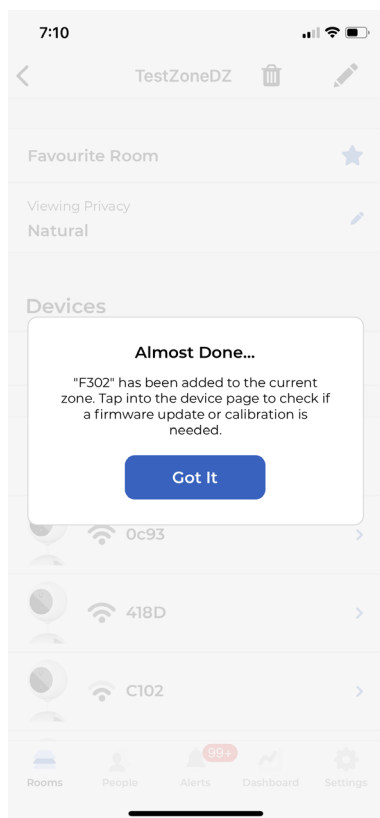 7:10
TestZoneDZ
Favourite Room
Viewing Privacy
Natural
Devices
Almost Done...
"F302" has been added to the current
zone. Tap into the device page to check if
a firmware update or calibration is
needed.
Got It
0c93
418D
C102
99+
Rooms People Alerts Dashboard Settings